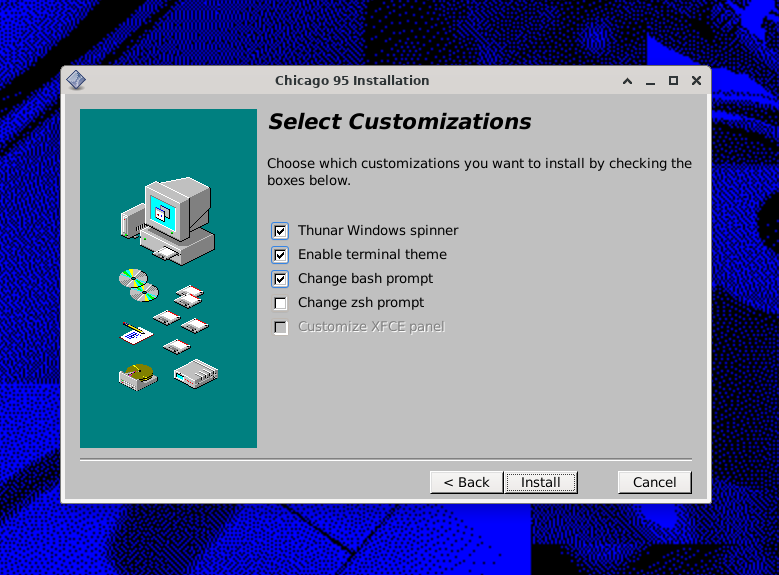 Chicago 95 Installation
Select Customizations
Choose which customizations you want to install by checking the
boxes below.
Thunar Windows spinner
Enable terminal theme
Change bash prompt
Change zsh prompt
Customize XFCE panel
< Back
Install
Cancel